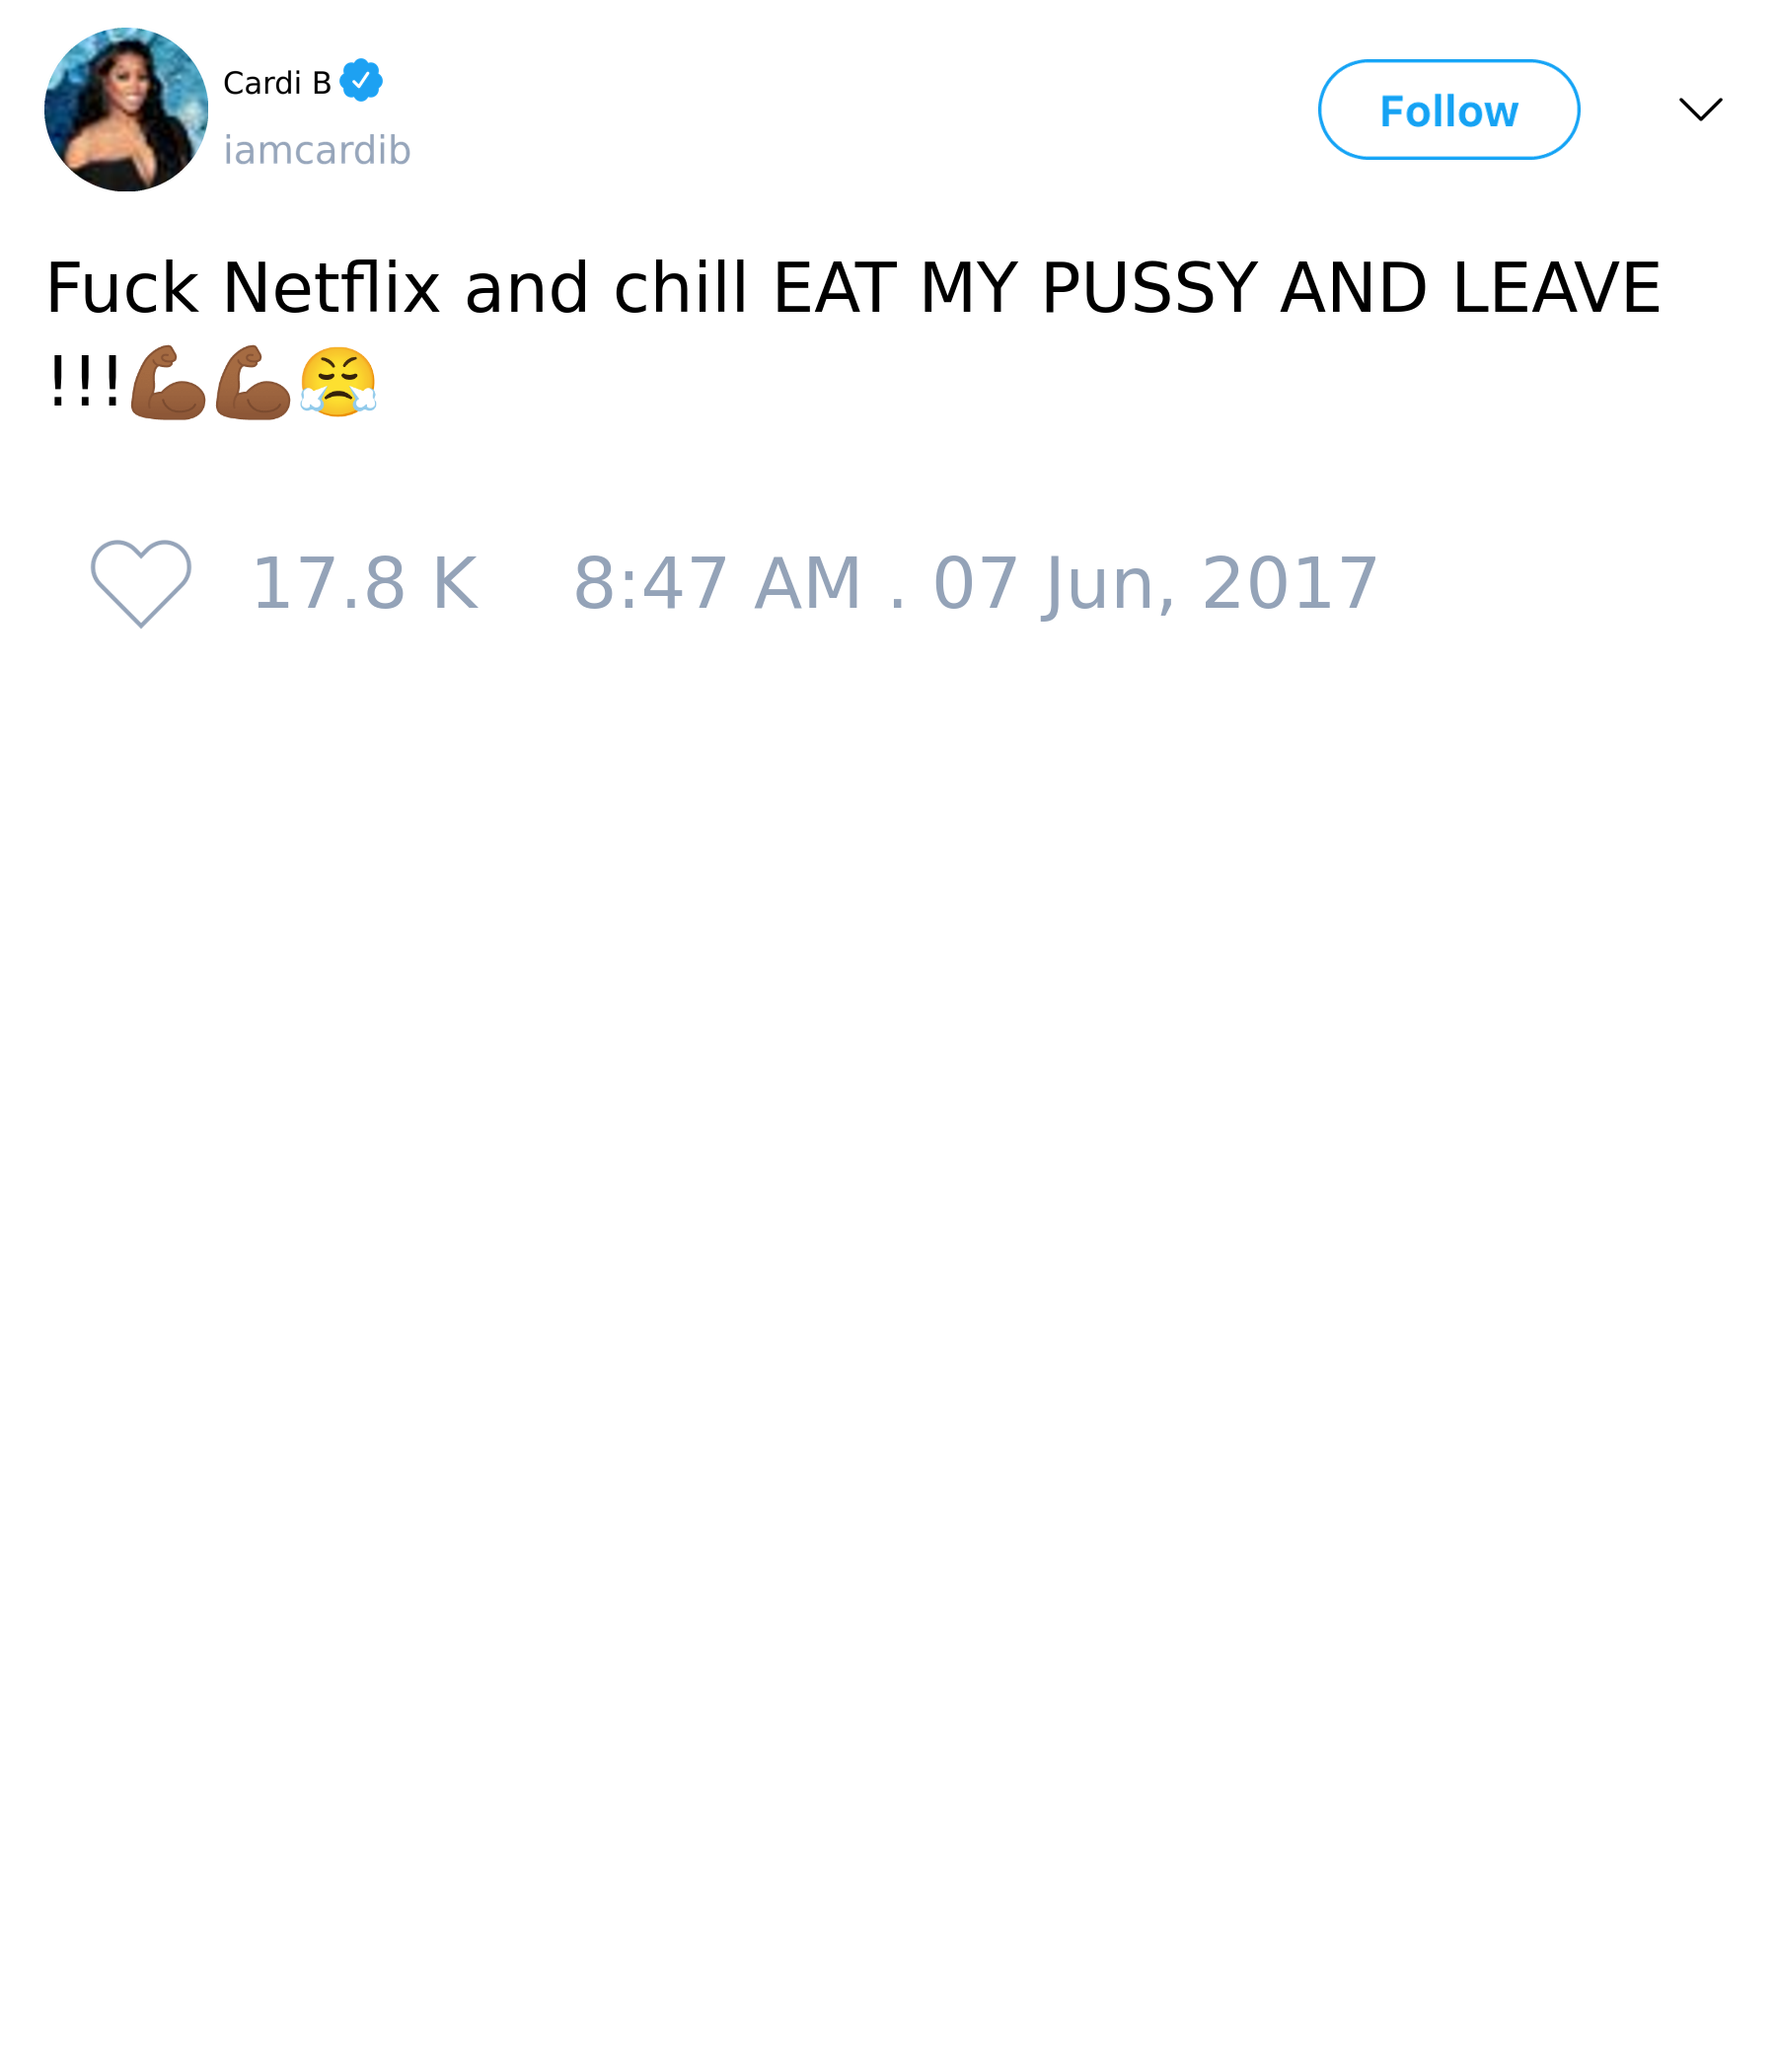 Cardi B
iamcardib
Follow
Fuck Netflix and chill EAT MY PUSSY AND LEAVE
!!!💪🏾💪🏾😤
17.8 K 8:47 AM . 07 Jun, 2017